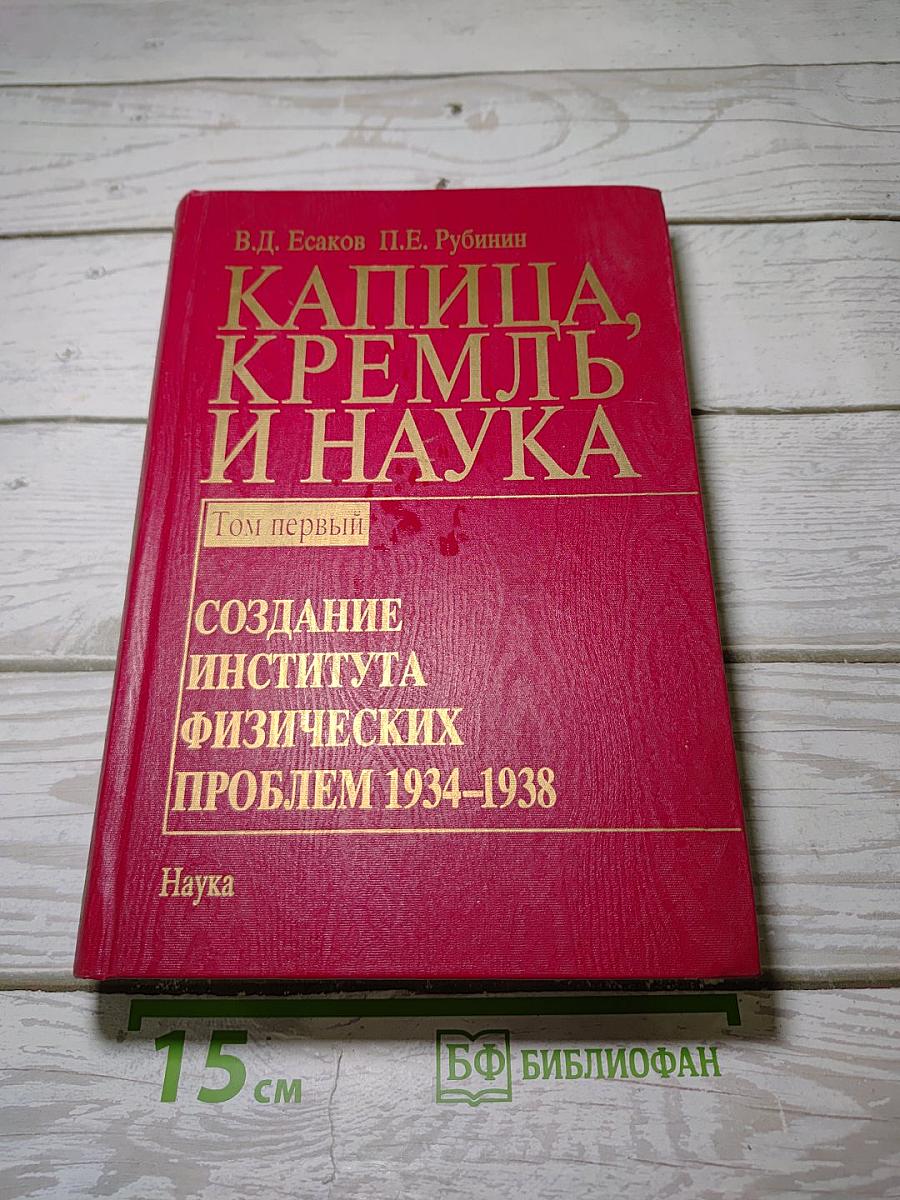 В.Д. Есаков П.Е. Рубинин
КАПИЦА,
КРЕМЛЬ
И НАУКА
Том первый
СОЗДАНИЕ
ИНСТИТУТА
ФИЗИЧЕСКИХ
ПРОБЛЕМ 1934–1938
Наука
15 см
БФ БИБЛИОФАН